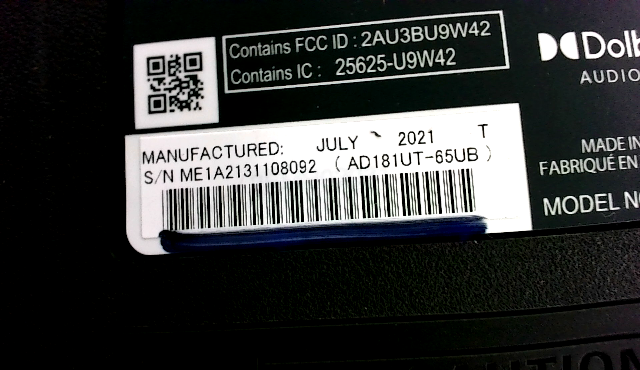 Contains FCC ID : 2AU3BU9W42
Contains IC : 25625-U9W42
AUDIO
MANUFACTURED: JULY 2021 T
S/N ME1A2131108092 ( AD181UT-65UB )
MADE IN
FABRIQUÉ EN
MODEL